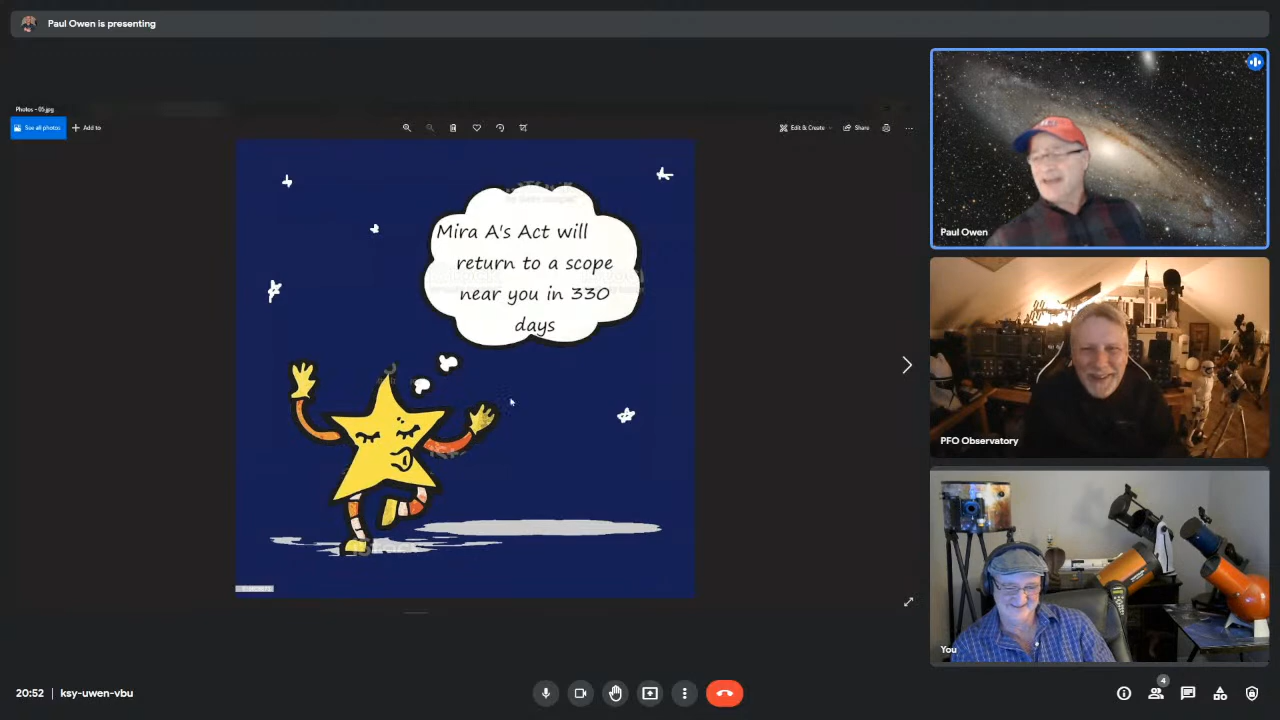 Paul Owen is presenting
Photos - 05.jpg
See all photos
Add to
Edit & Create
Share
Mira A's Act will
return to a scope
near you in 330
days
Paul Owen
PFO Observatory
You
20:52
ksy-uwen-vbu
4